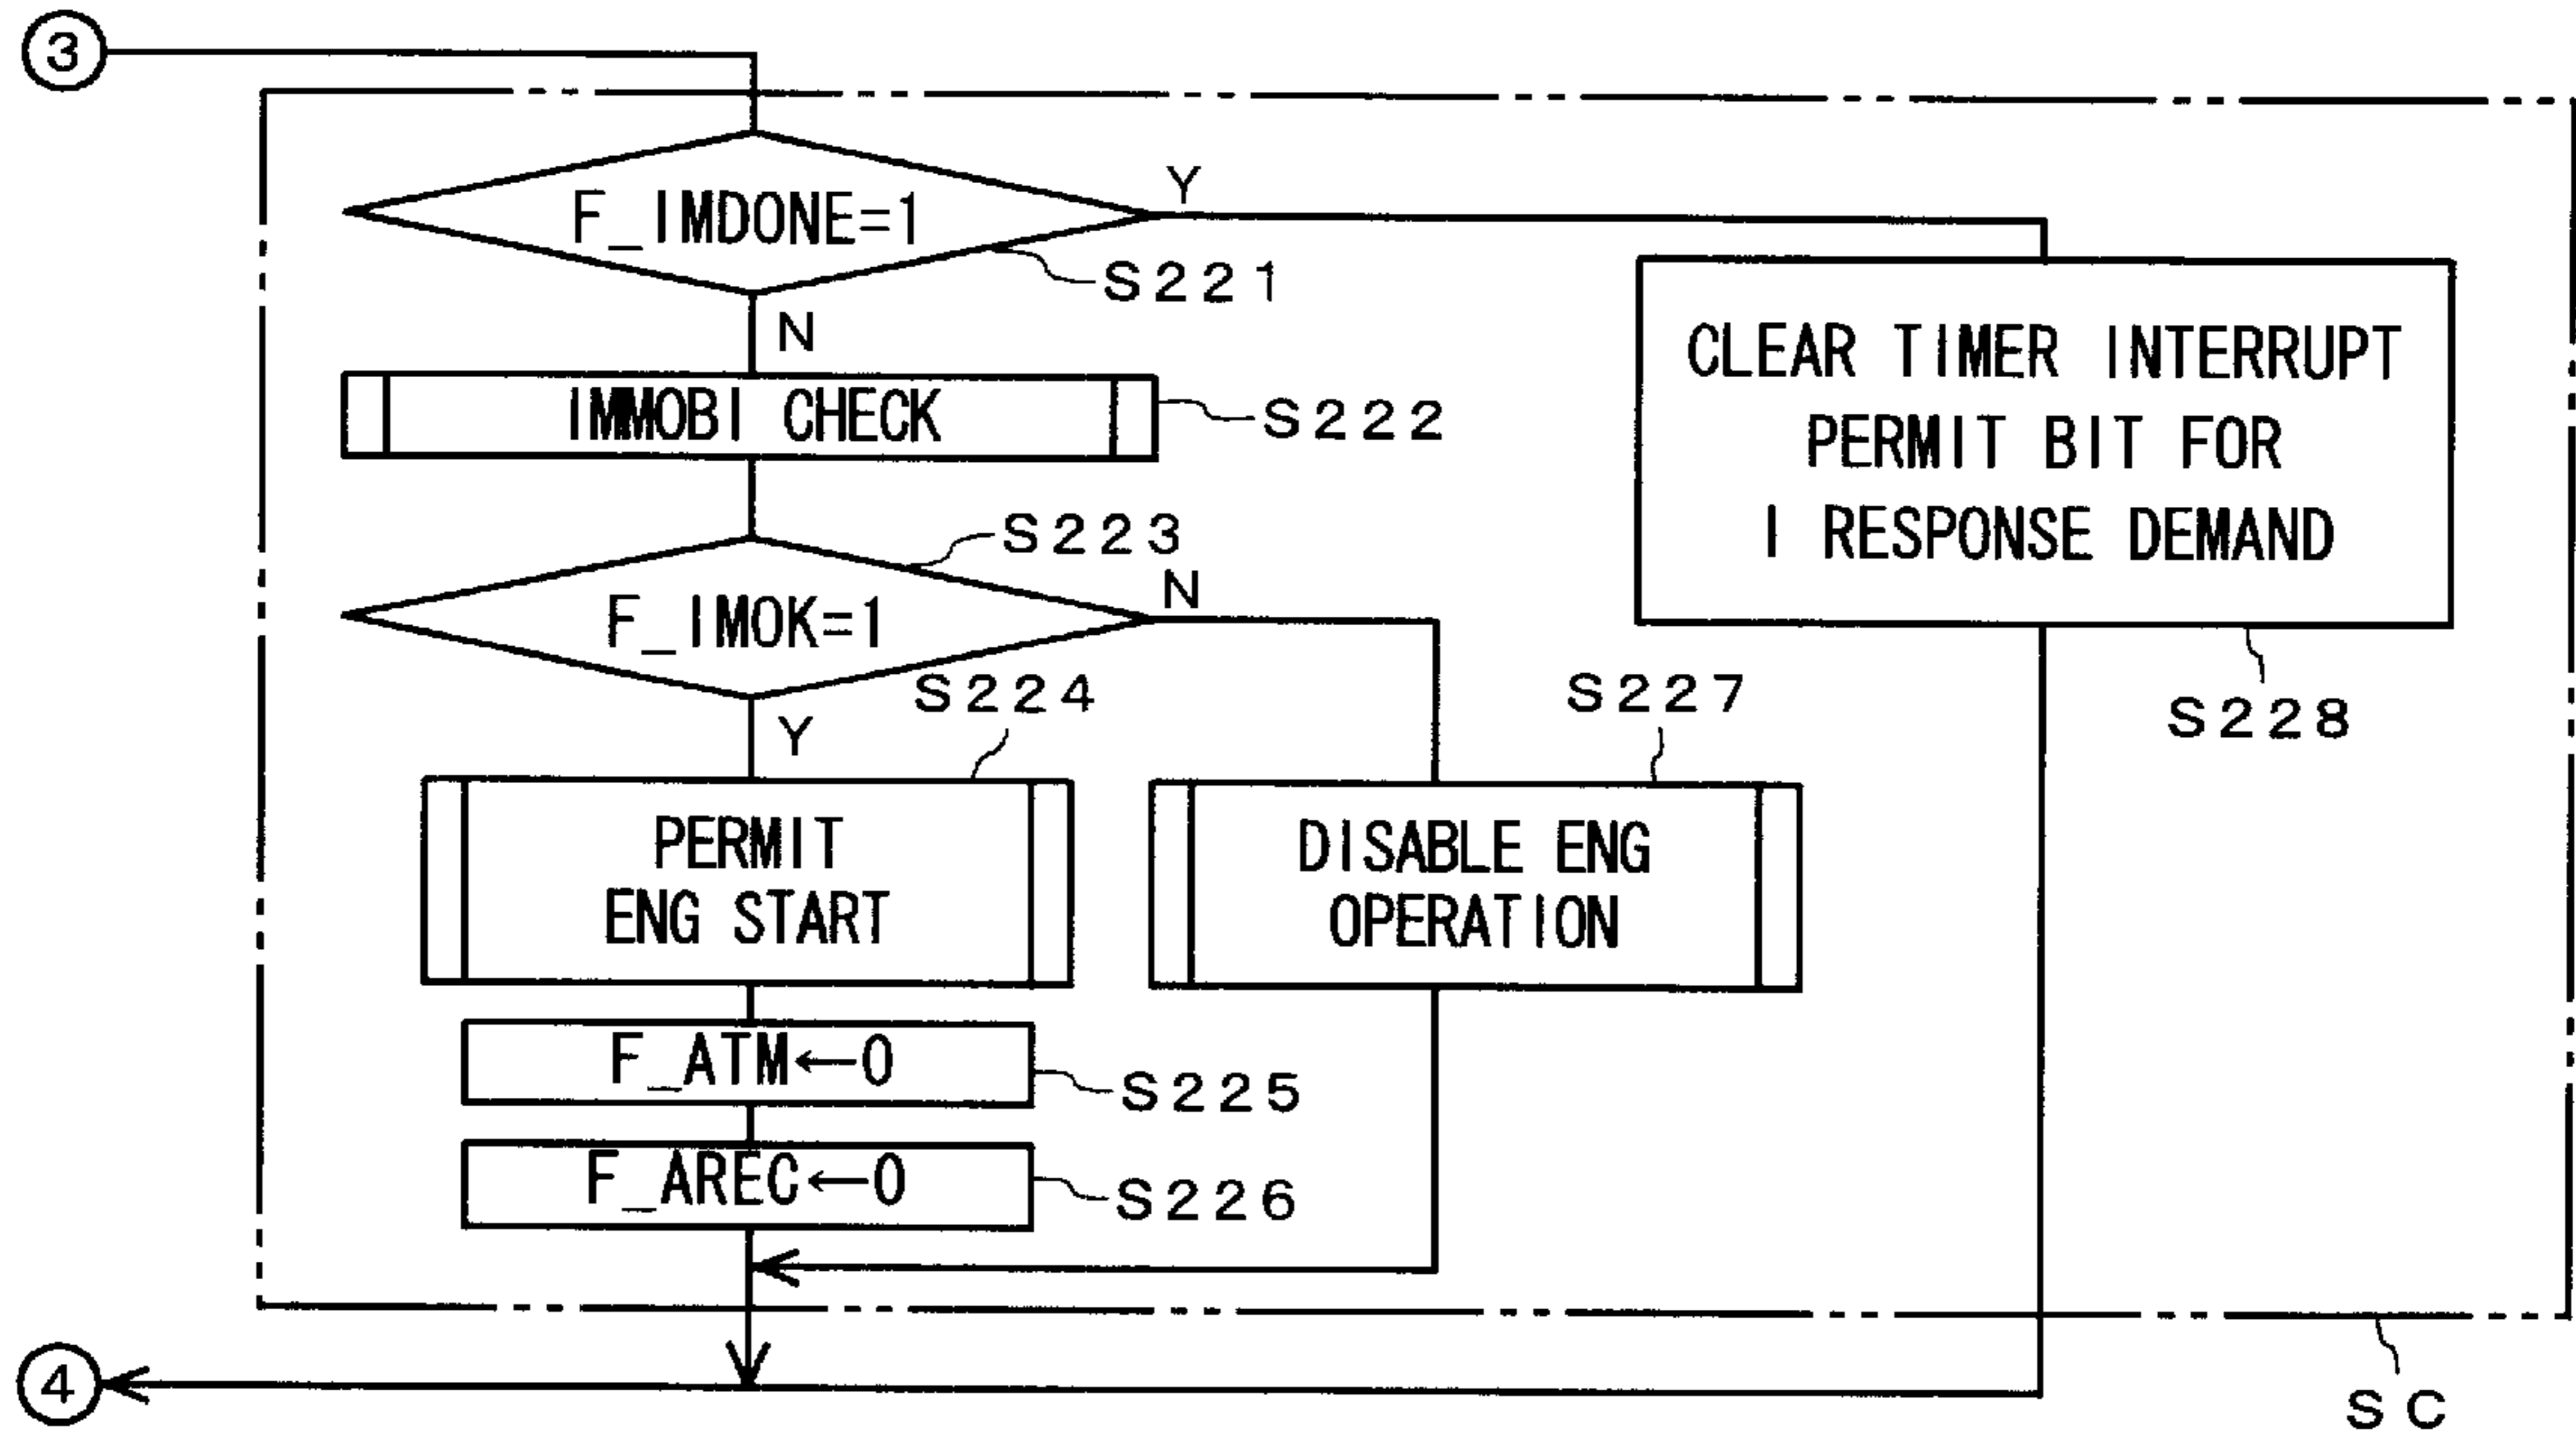 3
F_IMDONE=1
Y
S221
N
CLEAR TIMER INTERRUPT
PERMIT BIT FOR
I RESPONSE DEMAND
S228
IMMOBI CHECK
S222
S223
F_IMOK=1
N
Y
S224
PERMIT
ENG START
S227
DISABLE ENG
OPERATION
F_ATM←0
S225
F_AREC←0
S226
4
SC